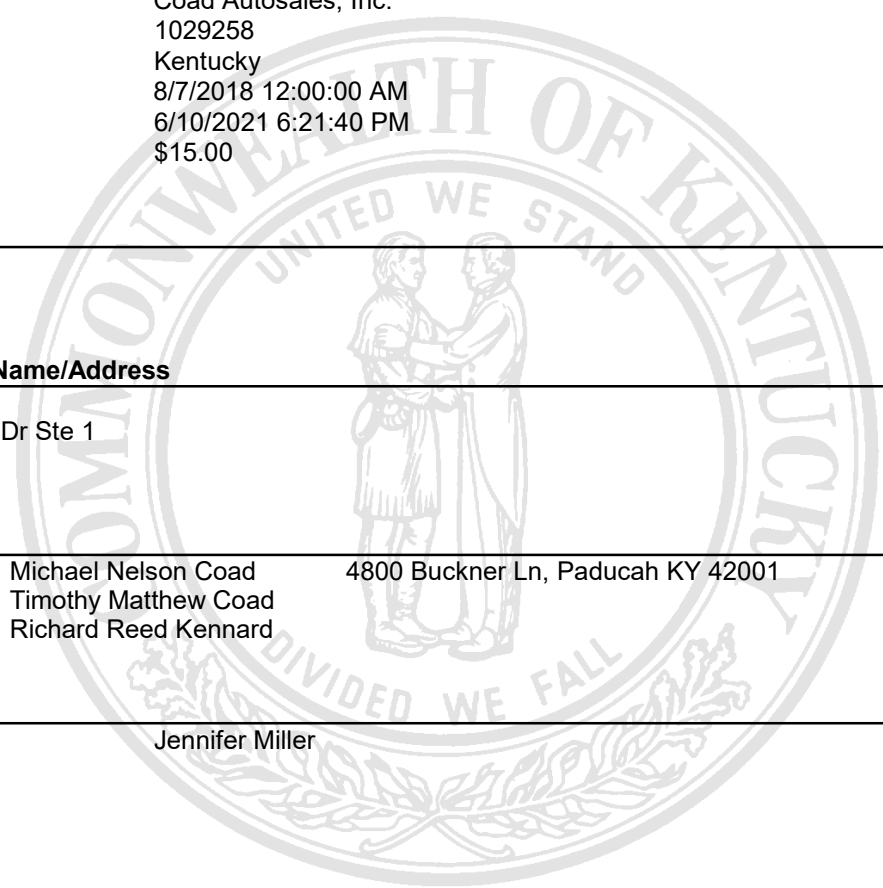 Coad Autosales, Inc.
1029258
Kentucky
8/7/2018 12:00:00 AM
6/10/2021 6:21:40 PM
$15.00
COMMONWEALTH OF KENTUCKY
UNITED WE STAND
Name/Address
Dr Ste 1
Michael Nelson Coad 4800 Buckner Ln, Paducah KY 42001
Timothy Matthew Coad
Richard Reed Kennard
DIVIDED WE FALL
Jennifer Miller